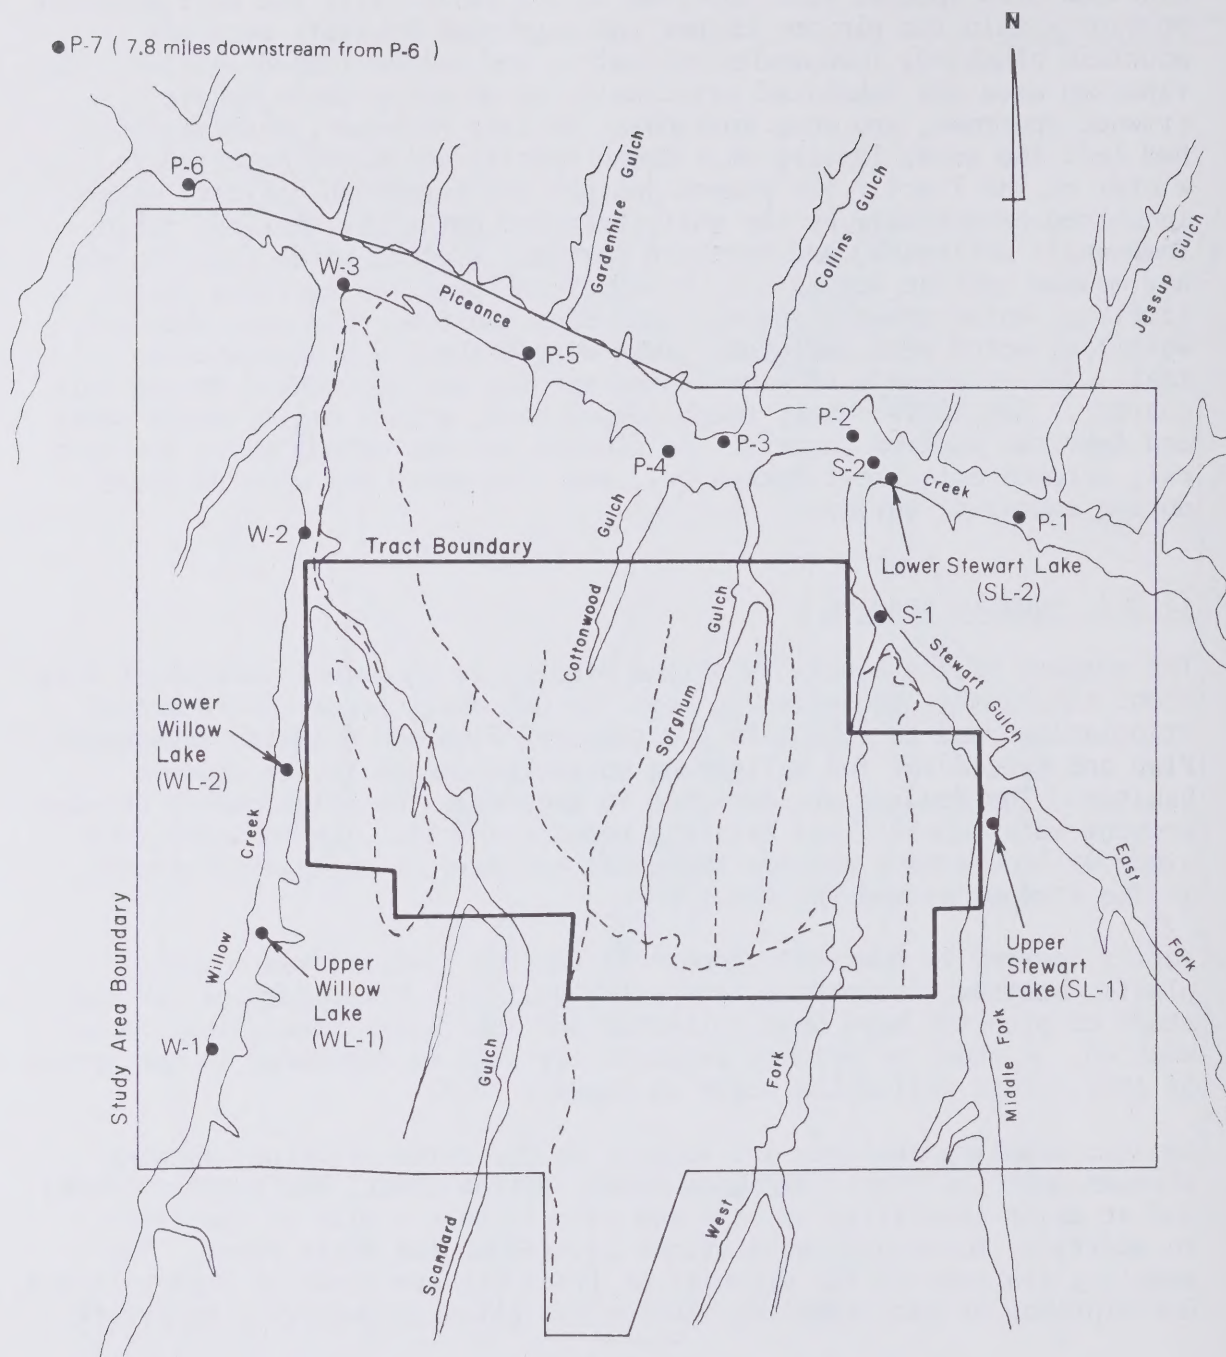 N
P-7 ( 7.8 miles downstream from P-6 )
P-6
Gardenhire Gulch
Collins Gulch
Jessup Gulch
W-3
Piceance
P-5
P-2
P-3
P-4
S-2
Creek
P-1
W-2
Tract Boundary
Lower Stewart Lake
(SL-2)
Cottonwood Gulch
Sorghum Gulch
S-1
Stewart Gulch
Lower
Willow
Lake
(WL-2)
East Fork
Willow Creek
Upper
Willow
Lake
(WL-1)
Upper
Stewart
Lake (SL-1)
W-1
Study Area Boundary
Scandard Gulch
West Fork
Middle Fork